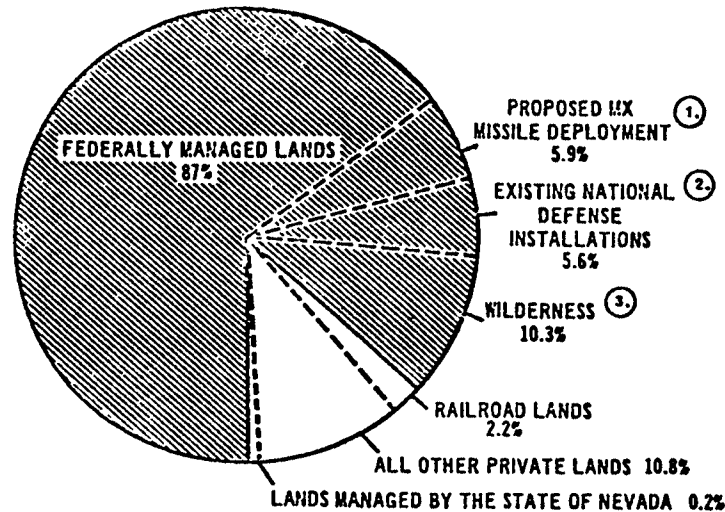 FEDERALLY MANAGED LANDS
87%
PROPOSED MX 1.
MISSILE DEPLOYMENT
5.9%
EXISTING NATIONAL 2.
DEFENSE
INSTALLATIONS
5.6%
WILDERNESS 3.
10.3%
RAILROAD LANDS
2.2%
ALL OTHER PRIVATE LANDS 10.8%
LANDS MANAGED BY THE STATE OF NEVADA 0.2%